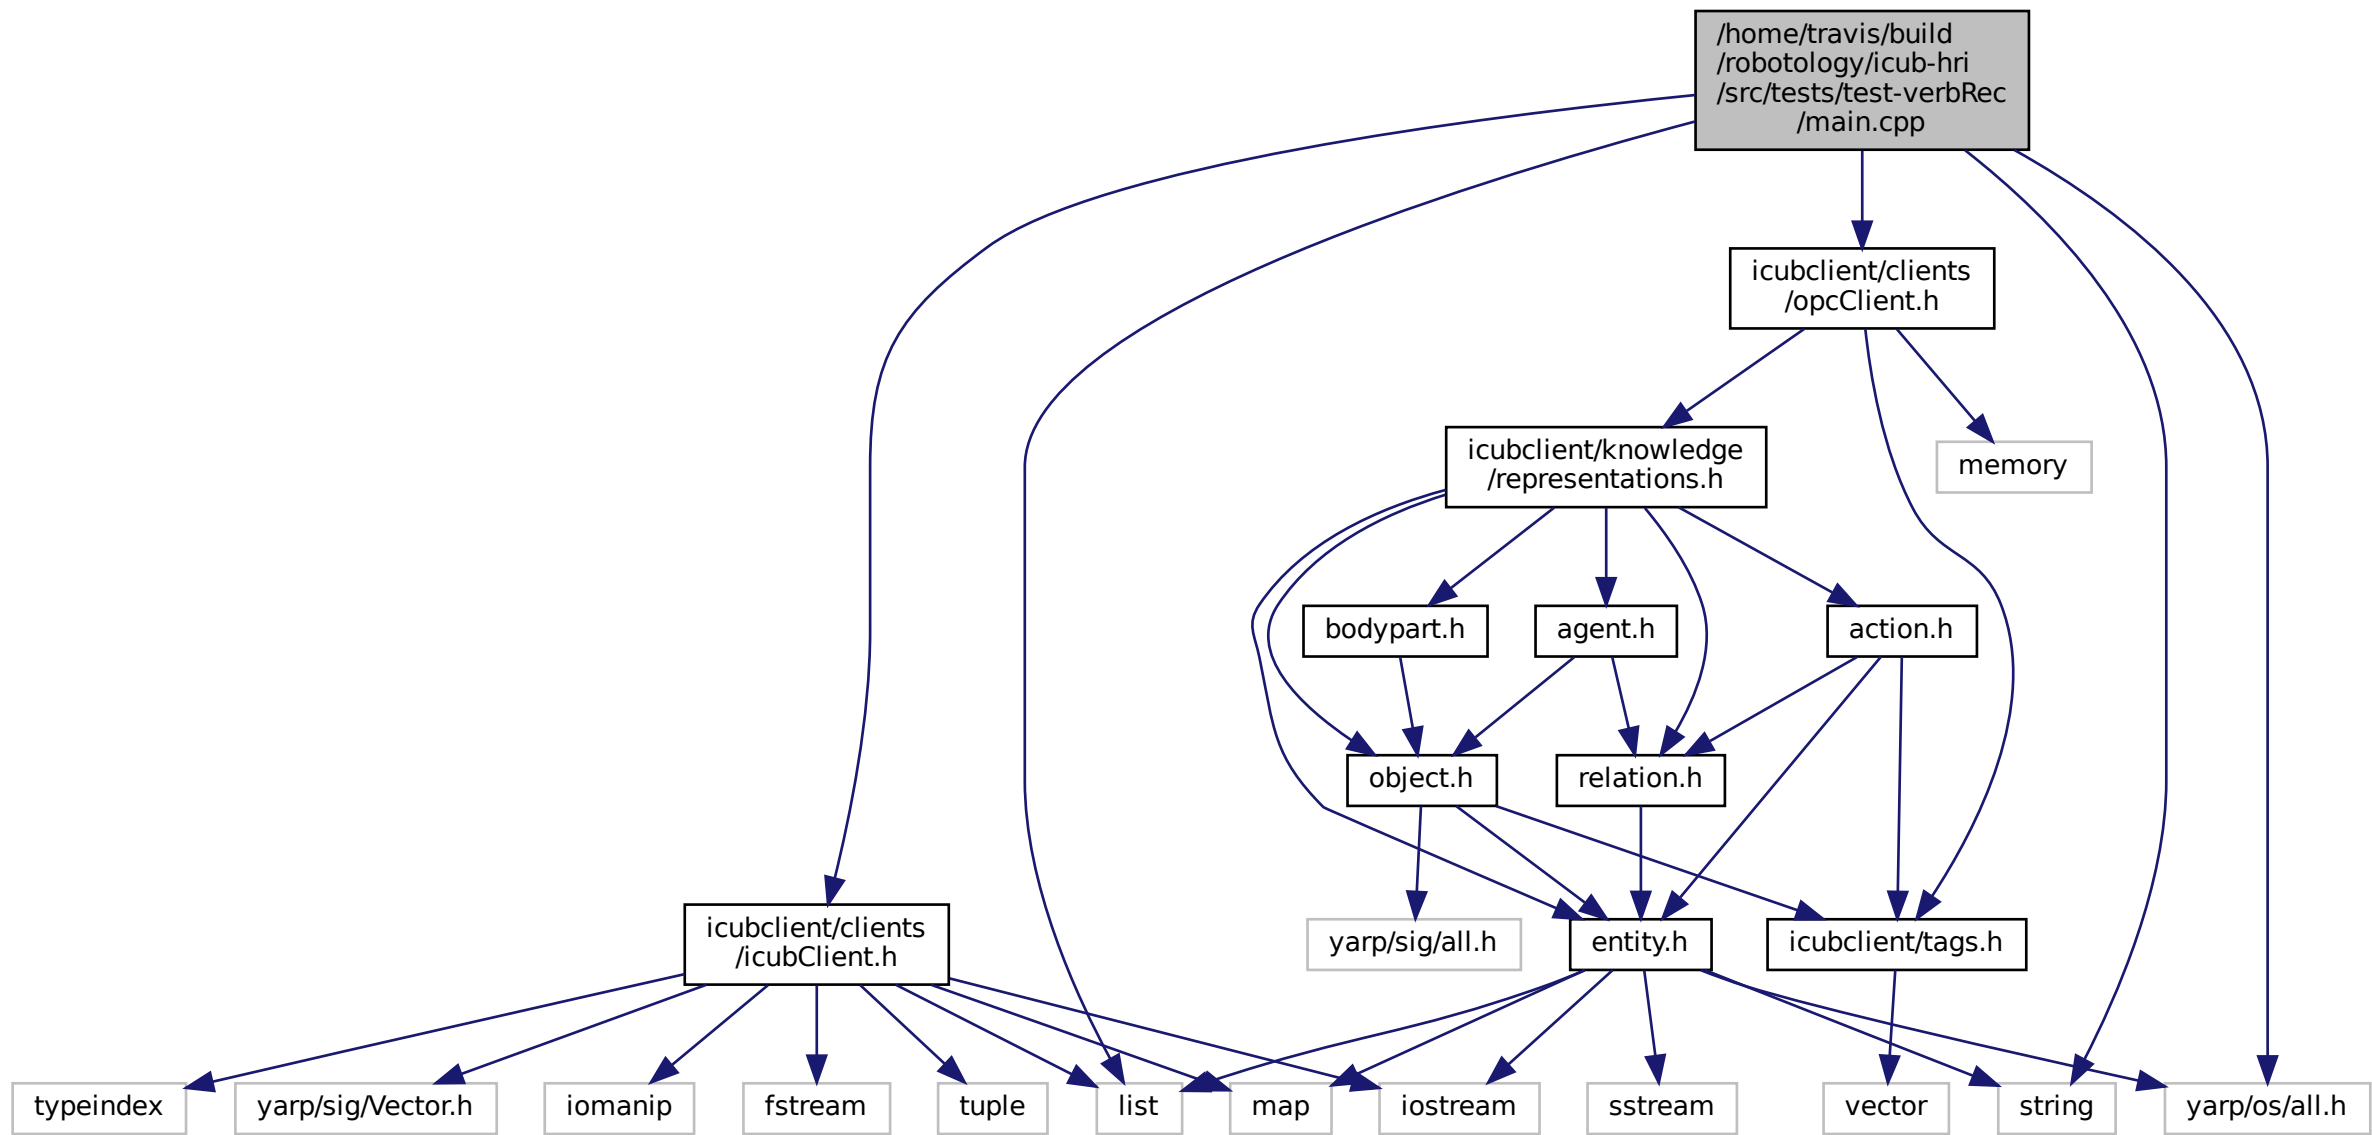 /home/travis/build
/robotology/icub-hri
/src/tests/test-verbRec
/main.cpp
icubclient/clients
/opcClient.h
icubclient/knowledge
/representations.h
memory
bodypart.h
agent.h
action.h
object.h
relation.h
icubclient/clients
/icubClient.h
yarp/sig/all.h
entity.h
icubclient/tags.h
typeindex
yarp/sig/Vector.h
iomanip
fstream
tuple
list
map
iostream
sstream
vector
string
yarp/os/all.h